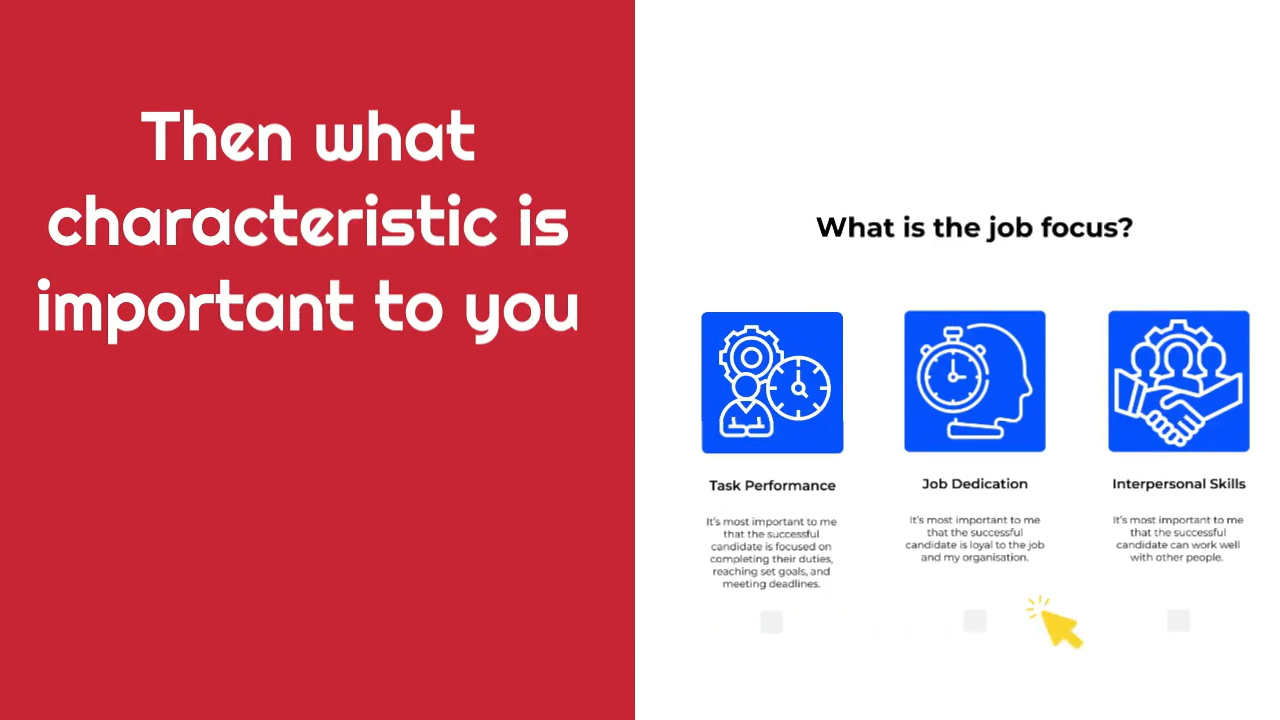 Then what
characteristic is
important to you
What is the job focus?
Task Performance
It's most important to me
that the successful
candidate is focused on
completing their duties,
reaching set goals, and
meeting deadlines.
Job Dedication
It's most important to me
that the successful
candidate is loyal to the job
and my organisation.
Interpersonal Skills
It's most important to me
that the successful
candidate can work well
with other people.